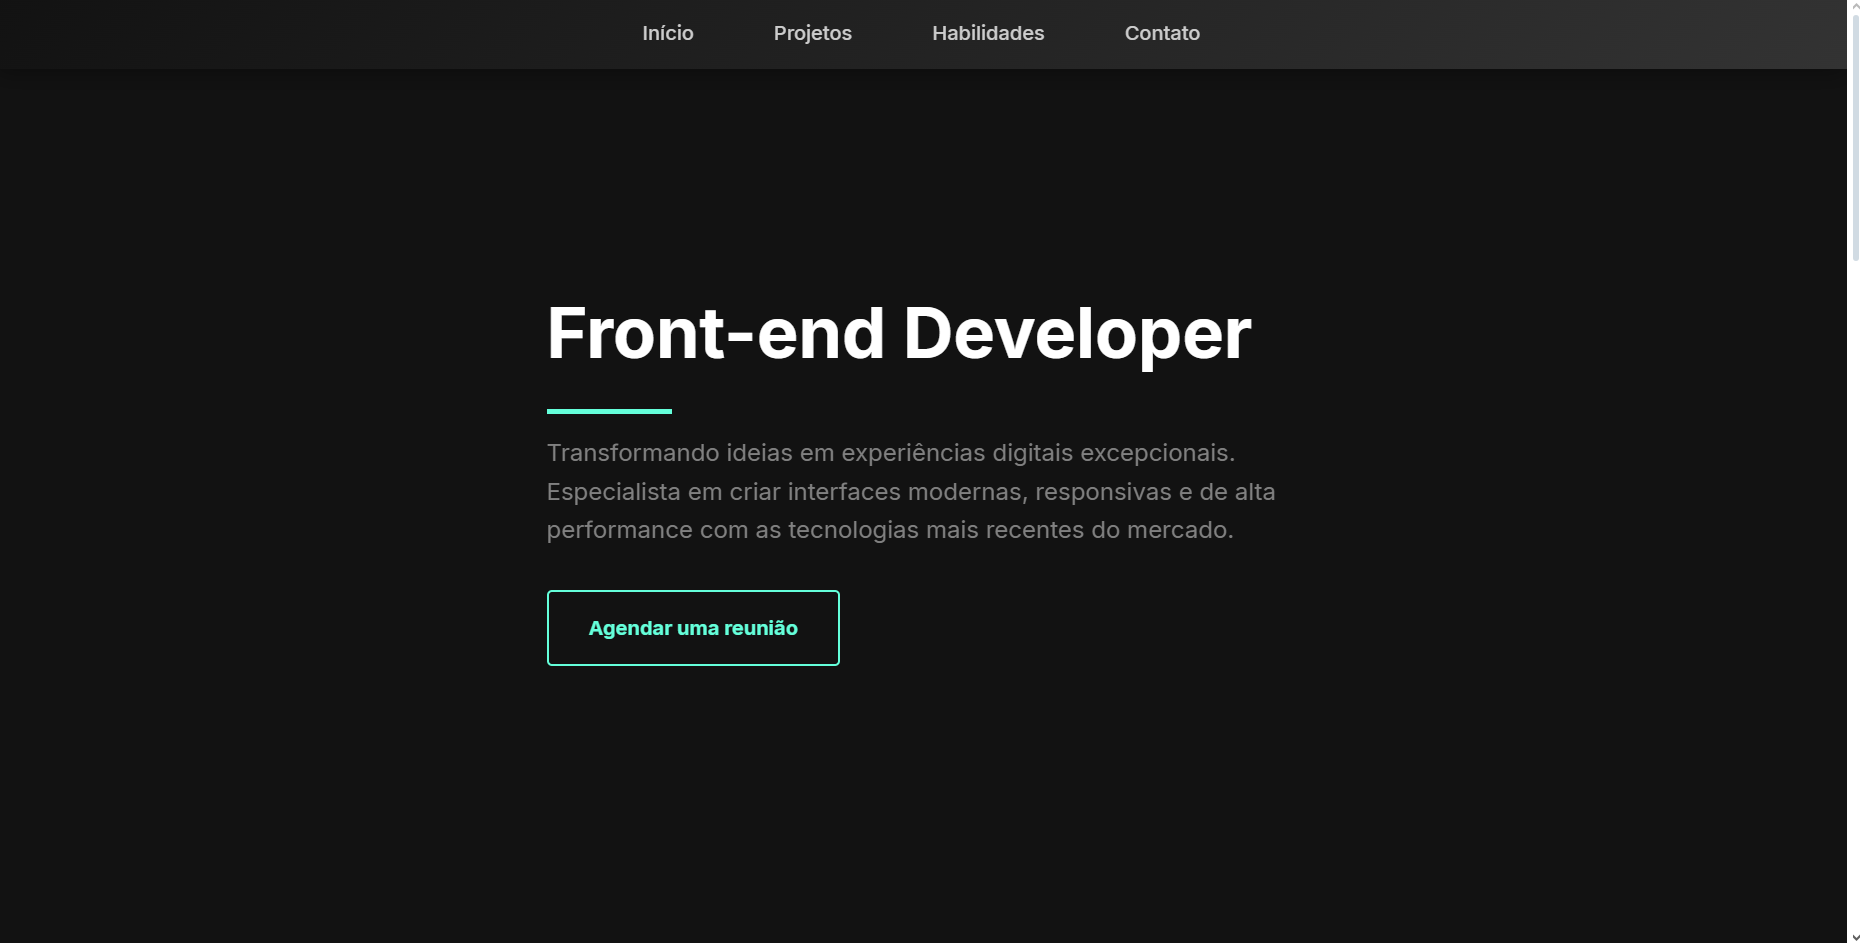 Início Projetos Habilidades Contato
Front-end Developer
Transformando ideias em experiências digitais excepcionais.
Especialista em criar interfaces modernas, responsivas e de alta
performance com as tecnologias mais recentes do mercado.
Agendar uma reunião